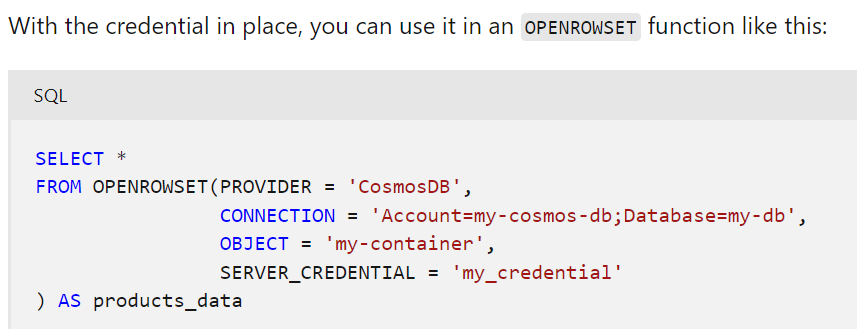 With the credential in place, you can use it in an OPENROWSET function like this:
SQL
SELECT *
FROM OPENROWSET(PROVIDER = 'CosmosDB',
CONNECTION = 'Account=my-cosmos-db;Database=my-db',
OBJECT = 'my-container',
SERVER_CREDENTIAL = 'my_credential'
) AS products_data